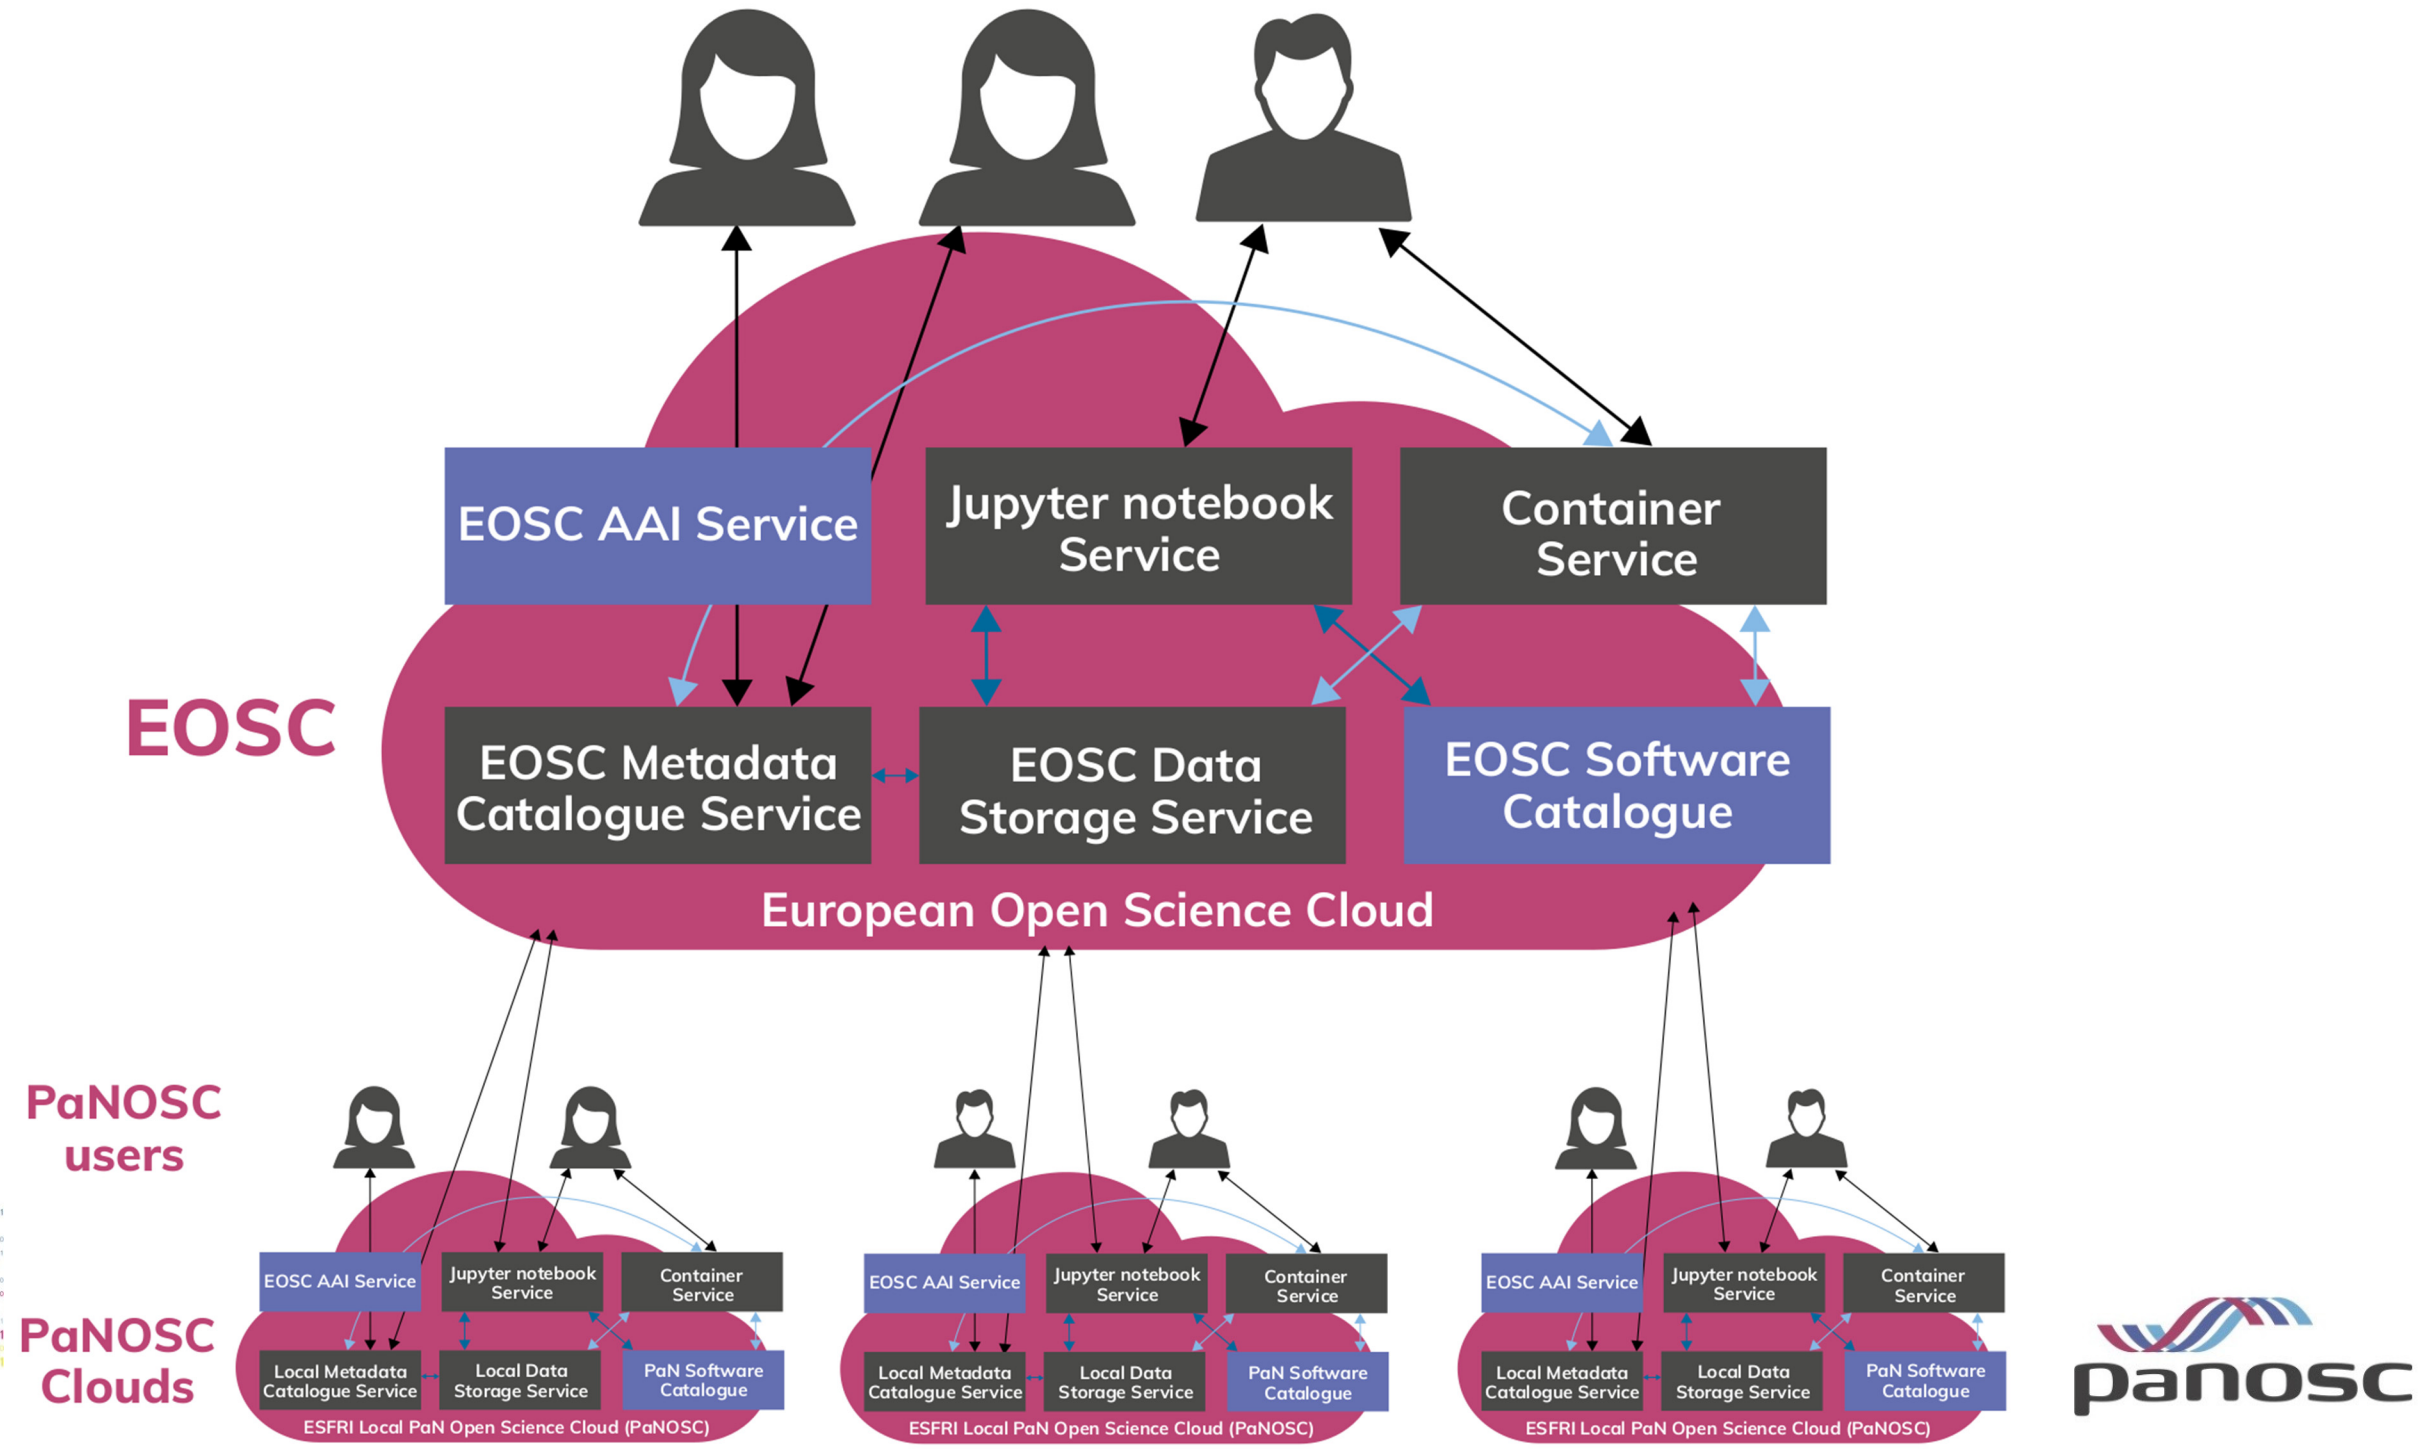 EOSC AAI Service
Jupyter notebook
Service
Container
Service
EOSC
EOSC Metadata
Catalogue Service
EOSC Data
Storage Service
EOSC Software
Catalogue
European Open Science Cloud
PaNOSC
users
PaNOSC
Clouds
EOSC AAI Service
Jupyter notebook
Service
Container
Service
Local Metadata
Catalogue Service
Local Data
Storage Service
PaN Software
Catalogue
ESFRI Local PaN Open Science Cloud (PaNOSC)
EOSC AAI Service
Jupyter notebook
Service
Container
Service
Local Metadata
Catalogue Service
Local Data
Storage Service
PaN Software
Catalogue
ESFRI Local PaN Open Science Cloud (PaNOSC)
EOSC AAI Service
Jupyter notebook
Service
Container
Service
Local Metadata
Catalogue Service
Local Data
Storage Service
PaN Software
Catalogue
ESFRI Local PaN Open Science Cloud (PaNOSC)
panosc